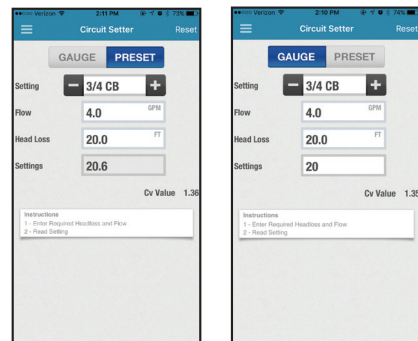 Verizon 2:11 PM 73%
Circuit Setter Reset
GAUGE PRESET
Setting 3/4 CB
Flow 4.0 GPM
Head Loss 20.0 FT
Settings 20.6
Cv Value 1.36
Instructions
1 - Enter Required Headloss and Flow
2 - Read Setting
Verizon 2:10 PM 74%
Circuit Setter Reset
GAUGE PRESET
Setting - 3/4 CB +
Flow 4.0 GPM
Head Loss 20.0 FT
Settings 20
Cv Value 1.35
Instructions
1 - Enter Required Headloss and Flow
2 - Read Setting